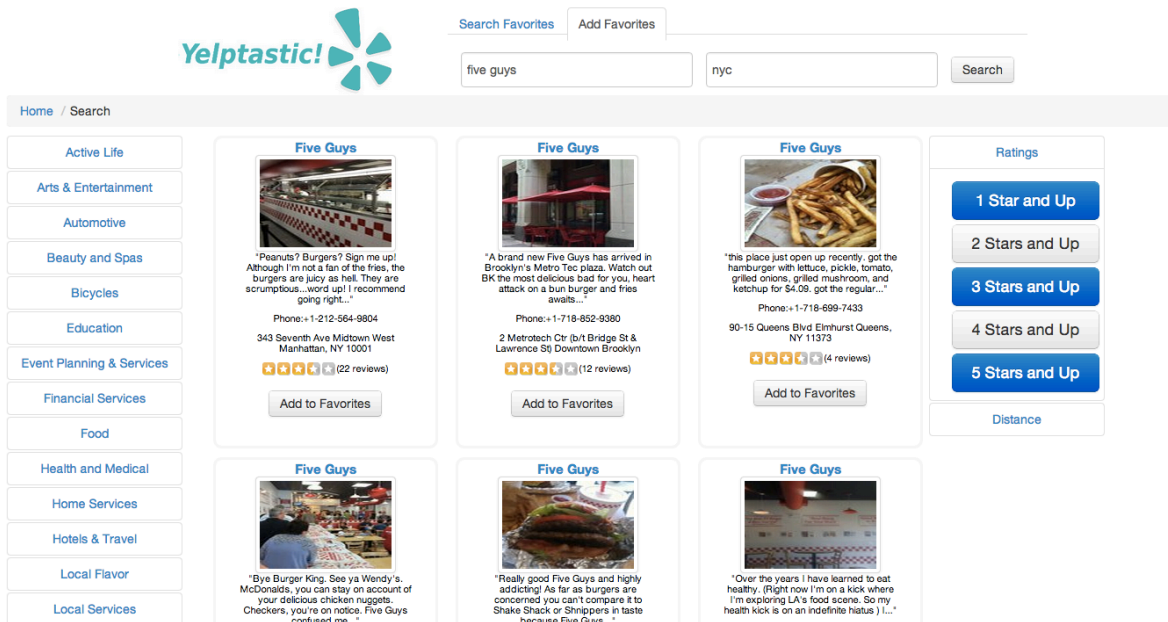 Yelptastic!
Search Favorites
Add Favorites
five guys
nyc
Search
Home / Search
Active Life
Arts & Entertainment
Automotive
Beauty and Spas
Bicycles
Education
Event Planning & Services
Financial Services
Food
Health and Medical
Home Services
Hotels & Travel
Local Flavor
Local Services
Five Guys
"Peanuts? Burgers? Sign me up!
Although I'm not a fan of the fries, the
burgers are juicy as hell. They are
scrumptious...word up! I recommend
going right..."
Phone:+1-212-564-9804
343 Seventh Ave Midtown West
Manhattan, NY 10001
(22 reviews)
Add to Favorites
Five Guys
"A brand new Five Guys has arrived in
Brooklyn's Metro Tec plaza. Watch out
BK the most delicious bad for you, heart
attack on a bun burger and fries
awaits..."
Phone:+1-718-852-9380
2 Metrotech Ctr (b/t Bridge St &
Lawrence St) Downtown Brooklyn
(12 reviews)
Add to Favorites
Five Guys
"this place just open up recently. got the
hamburger with lettuce, pickle, tomato,
grilled onions, grilled mushroom, and
ketchup for $4.09. got the regular..."
Phone:+1-718-699-7433
90-15 Queens Blvd Elmhurst Queens,
NY 11373
(4 reviews)
Add to Favorites
Five Guys
"Bye Burger King. See ya Wendy's.
McDonalds, you can stay on account of
your delicious chicken nuggets.
Checkers, you're on notice. Five Guys
confused me..."
Five Guys
"Really good Five Guys and highly
addicting! As far as burgers are
concerned you can't compare it to
Shake Shack or Shnippers in taste
because Five Guys..."
Five Guys
"Over the years I have learned to eat
healthy. (Right now I'm on a kick where
I'm exploring LA's food scene. So my
health kick is on an indefinite hiatus ) I..."
Ratings
1 Star and Up
2 Stars and Up
3 Stars and Up
4 Stars and Up
5 Stars and Up
Distance